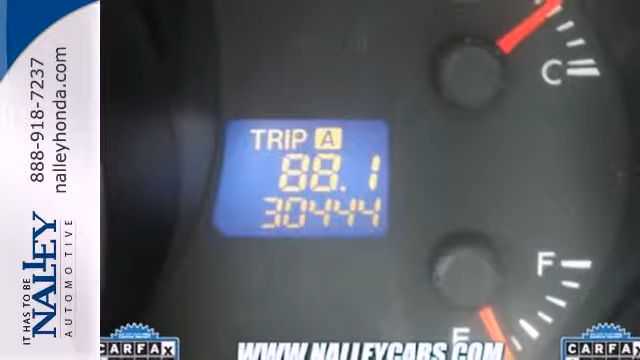 888-918-7237
nalleyhonda.com
IT HAS TO BE
NALLEY
AUTOMOTIVE
TRIP A
88.1
30444
C
F
E
CARFAX
WWW.NALLEYCARS.COM
CARFAX